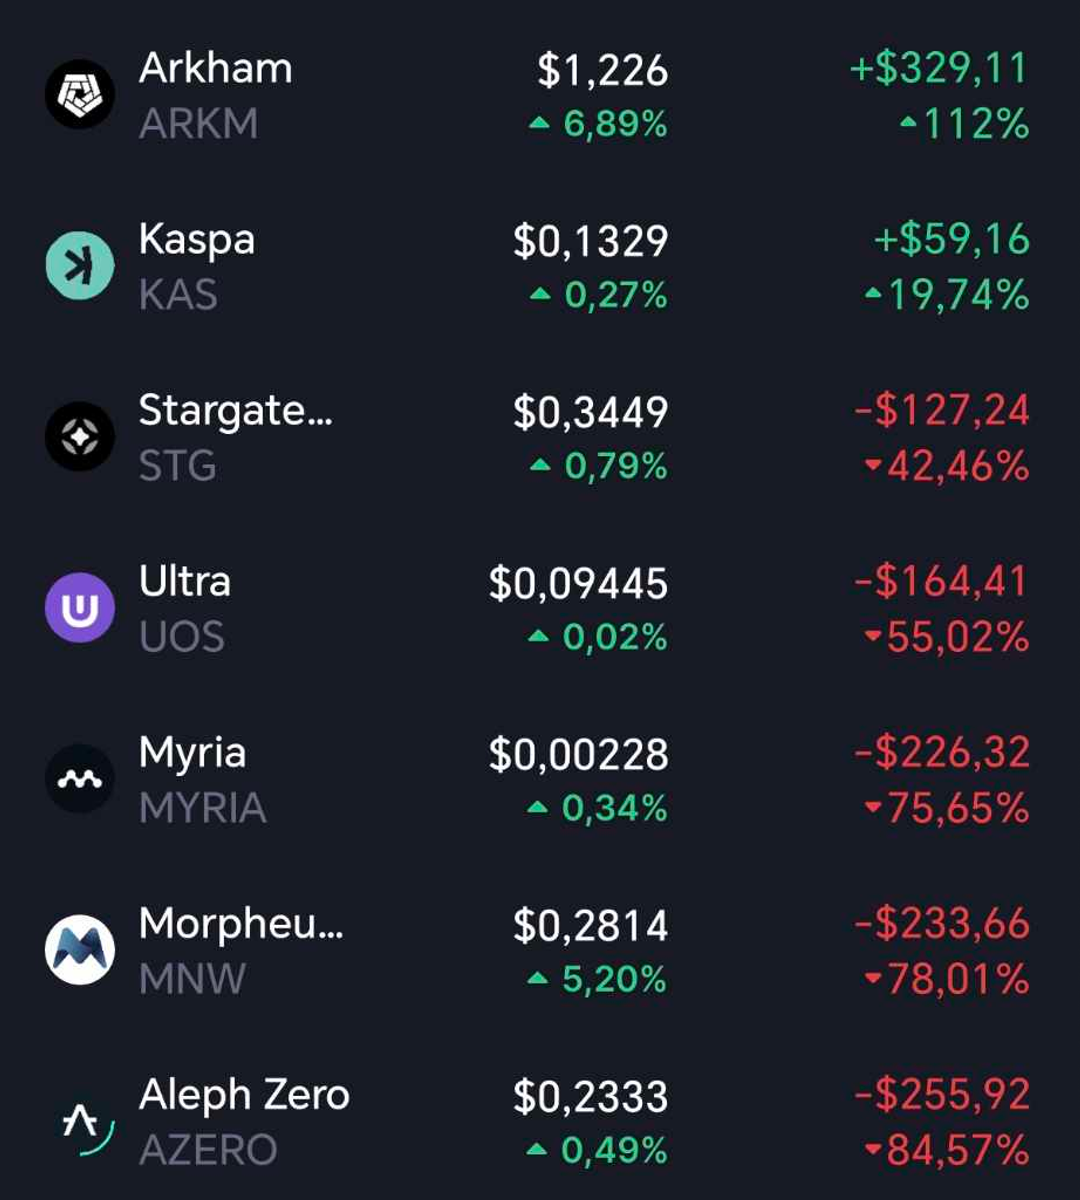 Arkham $1,226 +$329,11
ARKM ▲ 6,89% ▲112%
Kaspa $0,1329 +$59,16
KAS ▲ 0,27% ▲19,74%
Stargate... $0,3449 -$127,24
STG ▲ 0,79% ▼42,46%
Ultra $0,09445 -$164,41
UOS ▲ 0,02% ▼55,02%
Myria $0,00228 -$226,32
MYRIA ▲ 0,34% ▼75,65%
Morpheu... $0,2814 -$233,66
MNW ▲ 5,20% ▼78,01%
Aleph Zero $0,2333 -$255,92
AZERO ▲ 0,49% ▼84,57%